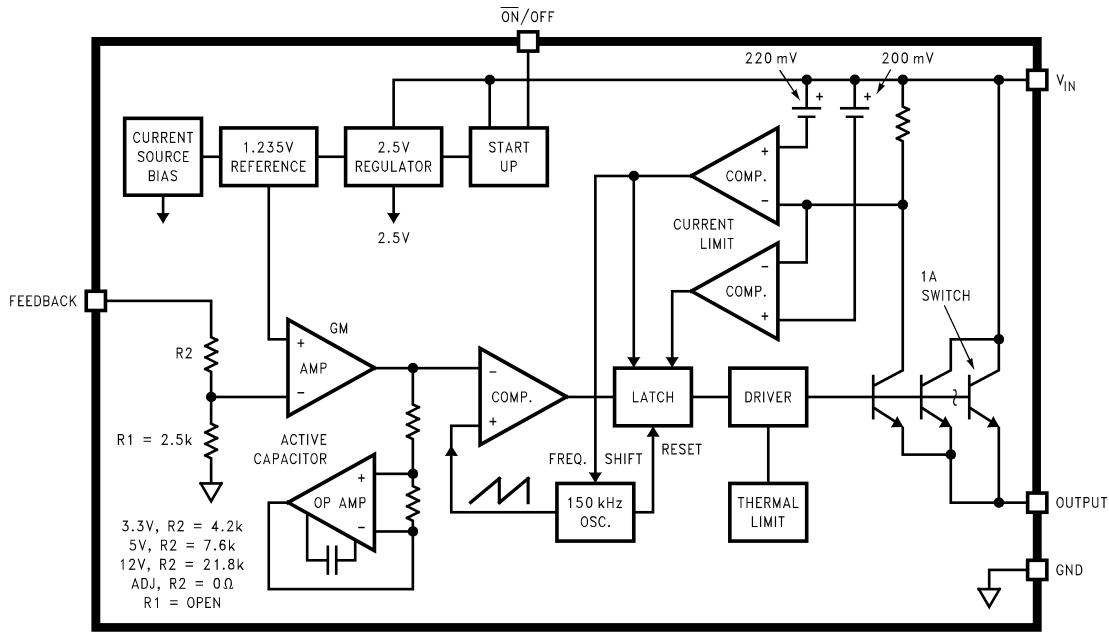 ON/OFF
220 mV
200 mV
+
+
VIN
CURRENT
SOURCE
BIAS
1.235V
REFERENCE
2.5V
REGULATOR
START
UP
2.5V
+
COMP.
−
CURRENT
LIMIT
−
COMP.
+
1A
SWITCH
FEEDBACK
R2
R1 = 2.5k
GM
+
AMP
−
−
COMP.
+
LATCH
DRIVER
ACTIVE
CAPACITOR
+
OP AMP
−
FREQ. SHIFT
RESET
150 kHz
OSC.
THERMAL
LIMIT
OUTPUT
GND
3.3V, R2 = 4.2k
5V, R2 = 7.6k
12V, R2 = 21.8k
ADJ, R2 = 0Ω
R1 = OPEN